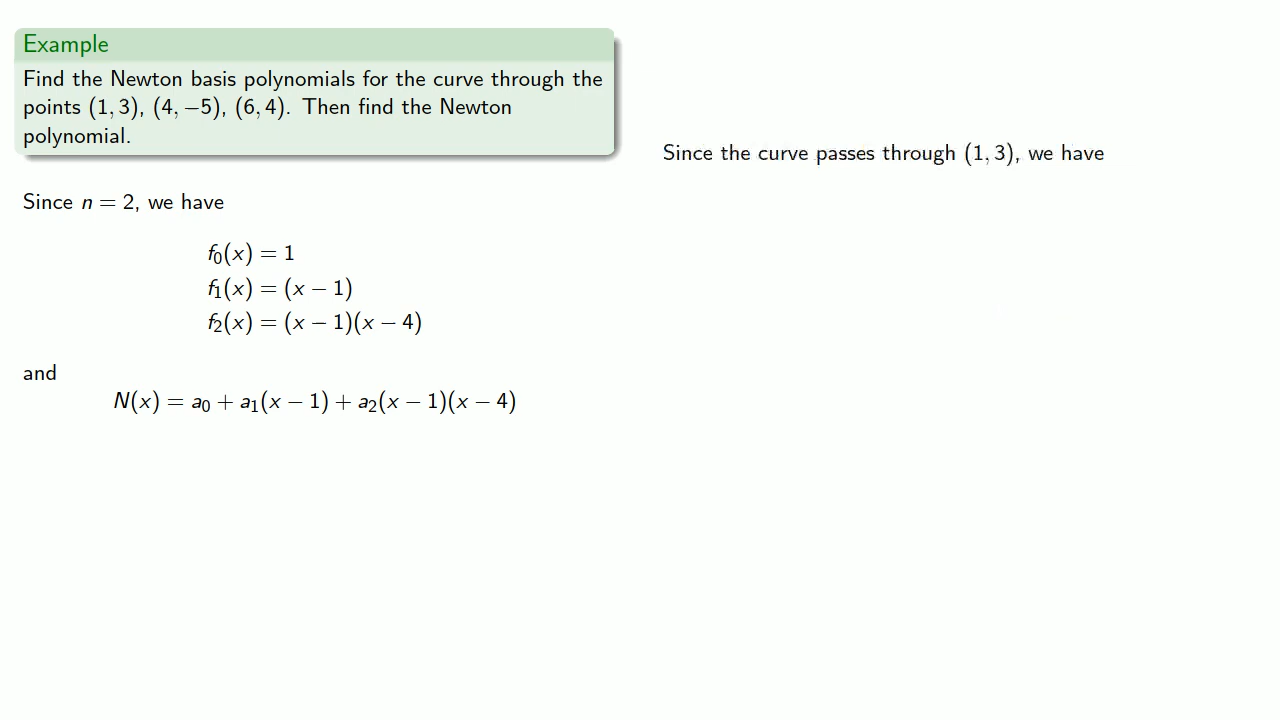 Example
Find the Newton basis polynomials for the curve through the
points (1, 3), (4, −5), (6, 4). Then find the Newton
polynomial.
Since n = 2, we have
f₀(x) = 1
f₁(x) = (x − 1)
f₂(x) = (x − 1)(x − 4)
and
N(x) = a₀ + a₁(x − 1) + a₂(x − 1)(x − 4)
Since the curve passes through (1, 3), we have